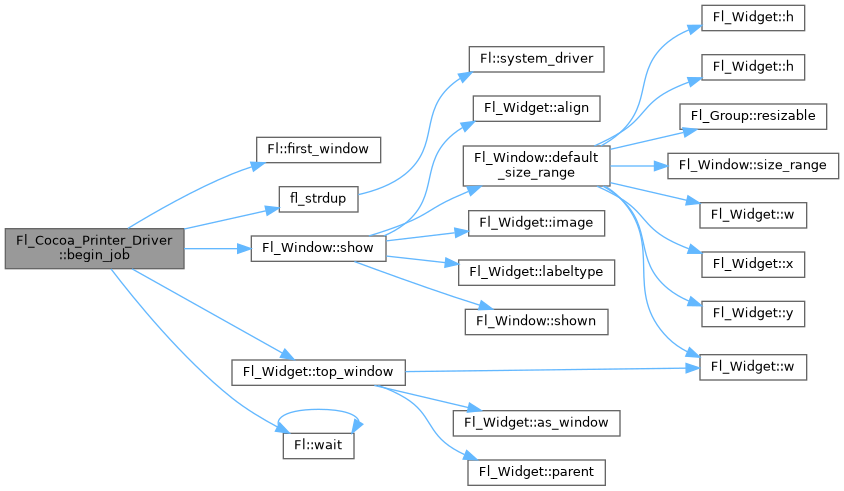 Fl_Cocoa_Printer_Driver
::begin_job
Fl::first_window
fl_strdup
Fl::system_driver
Fl_Window::show
Fl_Widget::align
Fl_Window::default
_size_range
Fl_Widget::h
Fl_Widget::h
Fl_Group::resizable
Fl_Window::size_range
Fl_Widget::w
Fl_Widget::x
Fl_Widget::y
Fl_Widget::w
Fl_Widget::image
Fl_Widget::labeltype
Fl_Window::shown
Fl_Widget::top_window
Fl_Widget::as_window
Fl_Widget::parent
Fl::wait